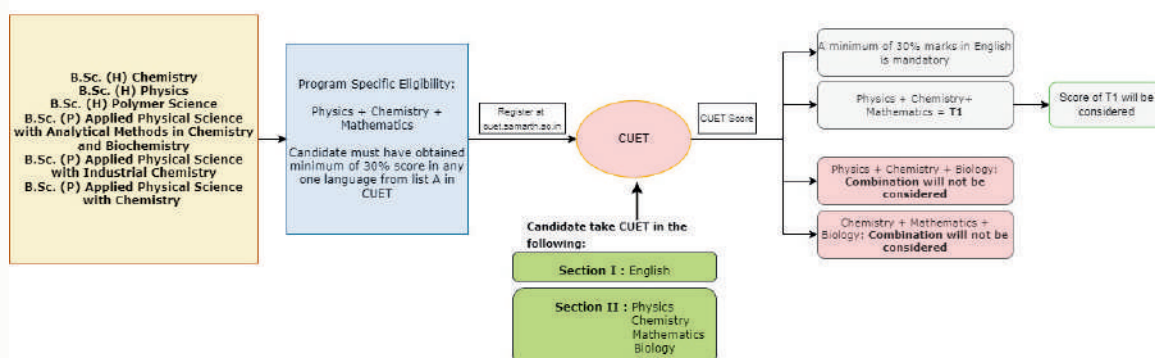 B.Sc. (H) Chemistry
B.Sc. (H) Physics
B.Sc. (H) Polymer Science
B.Sc. (P) Applied Physical Science
with Analytical Methods in Chemistry
and Biochemistry
B.Sc. (P) Applied Physical Science
with Industrial Chemistry
B.Sc. (P) Applied Physical Science
with Chemistry
Program Specific Eligibility:
Physics + Chemistry +
Mathematics
Candidate must have obtained
minimum of 30% score in any
one language from list A in
CUET
Register at
cuet.samarth.ac.in
CUET
Candidate take CUET in the
following:
Section I : English
Section II : Physics
Chemistry
Mathematics
Biology
CUET Score
A minimum of 30% marks in English
is mandatory
Physics + Chemistry+
Mathematics = T1
Score of T1 will be
considered
Physics + Chemistry + Biology:
Combination will not be
considered
Chemistry + Mathematics +
Biology: Combination will not be
considered